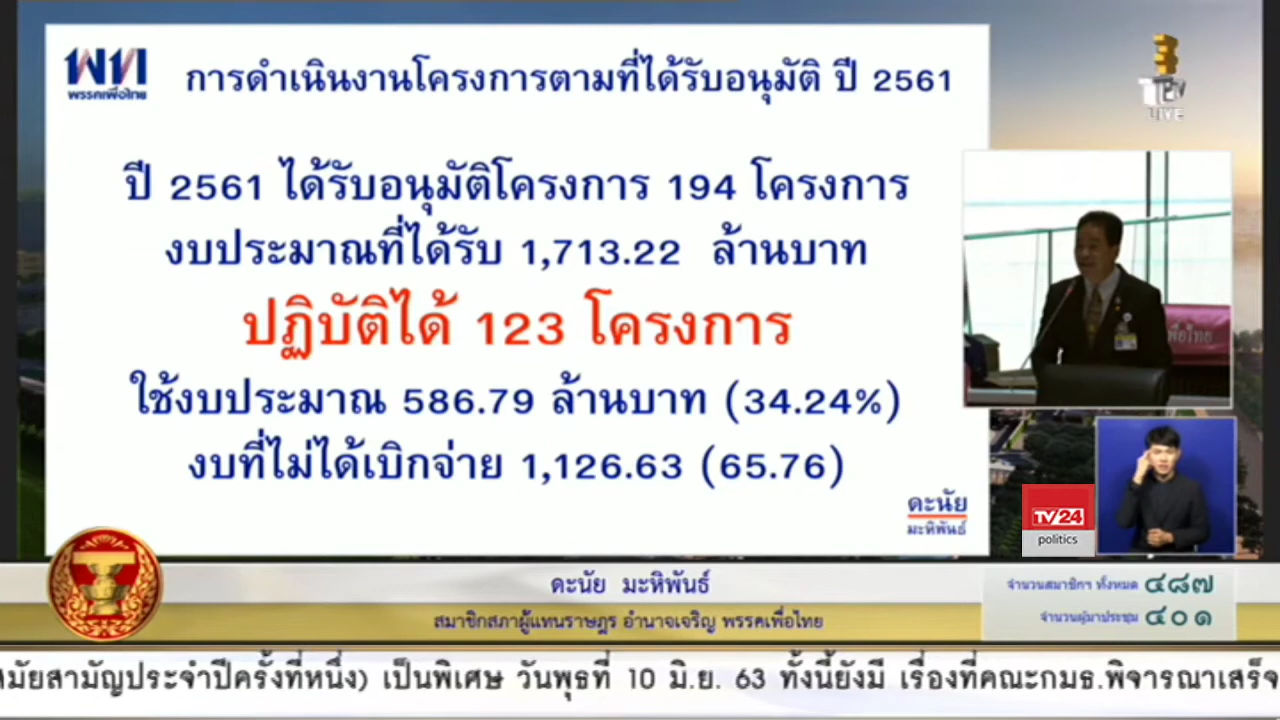 พท
พรรคเพื่อไทย
การดำเนินงานโครงการตามที่ได้รับอนุมัติ ปี 2561
ปี 2561 ได้รับอนุมัติโครงการ 194 โครงการ
งบประมาณที่ได้รับ 1,713.22 ล้านบาท
ปฏิบัติได้ 123 โครงการ
ใช้งบประมาณ 586.79 ล้านบาท (34.24%)
งบที่ไม่ได้เบิกจ่าย 1,126.63 (65.76)
ดะนัย
มะหิพันธ์
LIVE
เพื่อไทย
TV24
politics
ดะนัย มะหิพันธ์
สมาชิกสภาผู้แทนราษฎร อำนาจเจริญ พรรคเพื่อไทย
จำนวนสมาชิกฯ ทั้งหมด ๔๘๗
จำนวนผู้มาประชุม ๔๐๑
สมัยสามัญประจำปีครั้งที่หนึ่ง) เป็นพิเศษ วันพุธที่ 10 มิ.ย. 63 ทั้งนี้ยังมี เรื่องที่คณะกมธ.พิจารณาเสร็จ